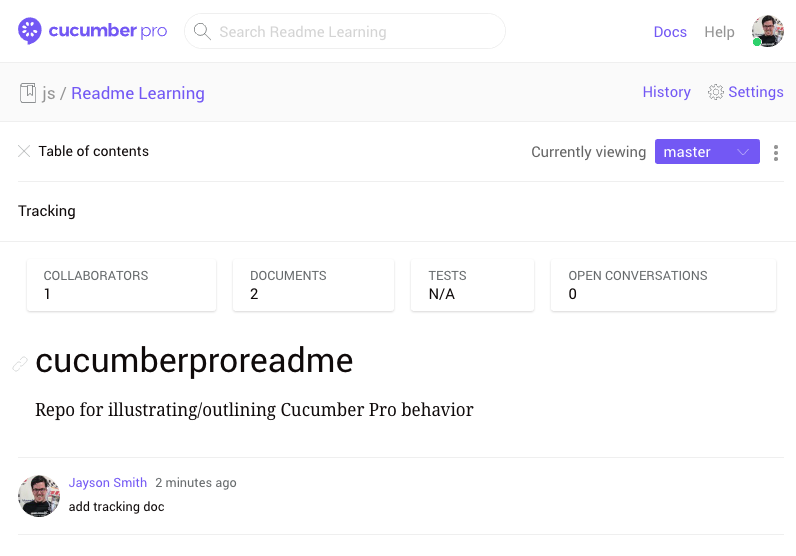 cucumber pro
Search Readme Learning
Docs
Help
js / Readme Learning
History
Settings
Table of contents
Currently viewing
master
Tracking
COLLABORATORS
1
DOCUMENTS
2
TESTS
N/A
OPEN CONVERSATIONS
0
cucumberproreadme
Repo for illustrating/outlining Cucumber Pro behavior
Jayson Smith 2 minutes ago
add tracking doc